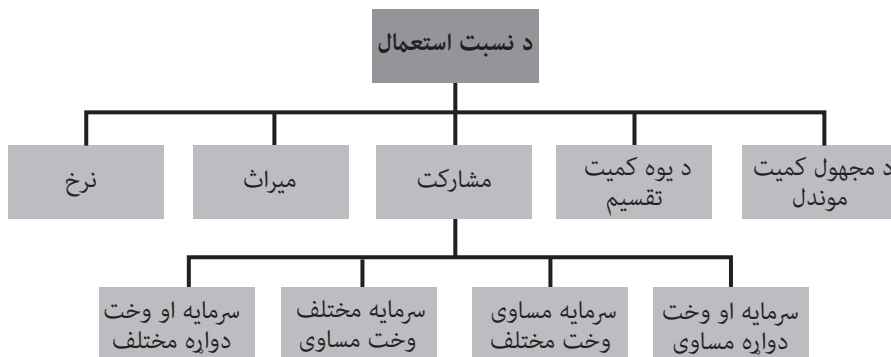 د نسبت استعمال
د مجهول کمیت
موندل
د یوه کمیت
تقسیم
مشارکت
میراث
نرخ
سرمایه او وخت
دواړه مساوی
سرمایه مساوی
وخت مختلف
سرمایه مختلف
وخت مساوی
سرمایه او وخت
دواړه مختلف